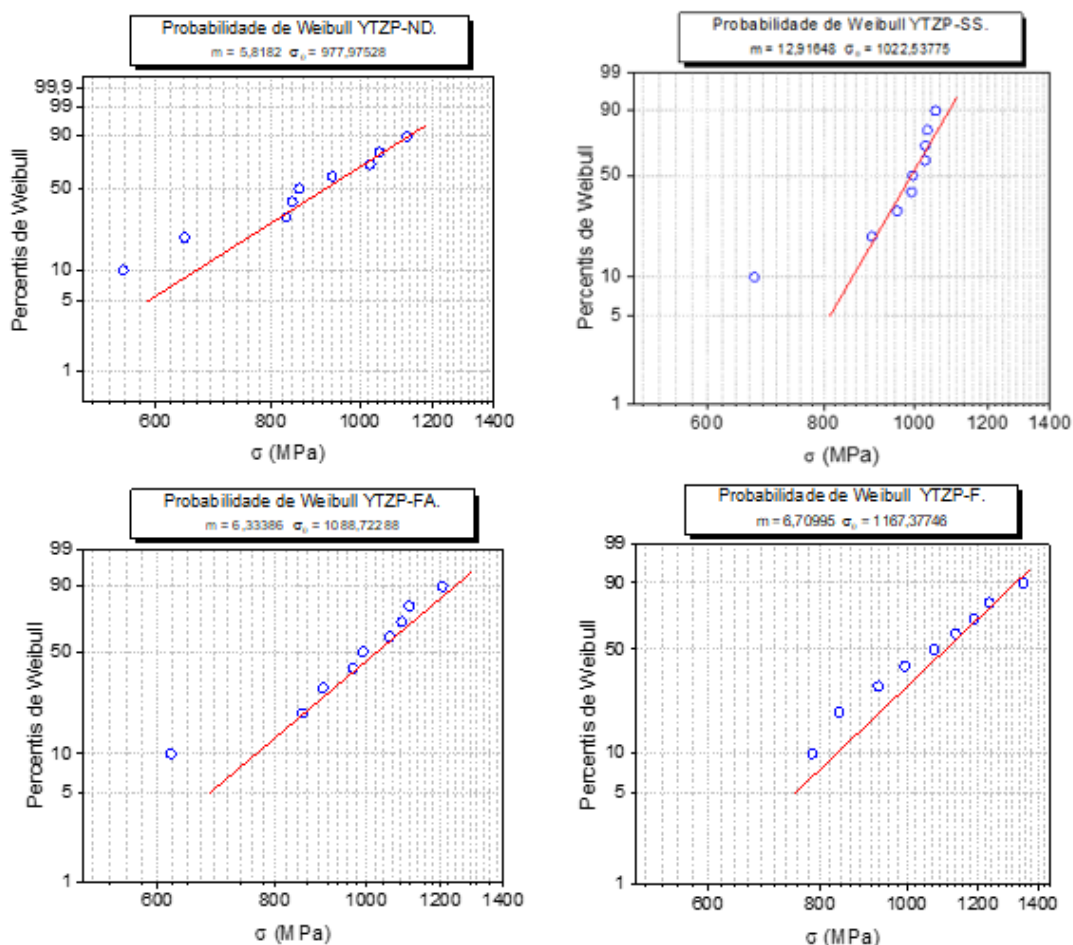 Probabilidade de Weibull YTZP-ND.
m = 5,8182 σ₀ = 977,97528
Percentis de Weibull
99,9
99
90
50
10
5
1
600
800
1000
1200
1400
σ (MPa)
Probabilidade de Weibull YTZP-SS.
m = 12,91648 σ₀ = 1022,53775
Percentis de Weibull
99
90
50
10
5
1
600
800
1000
1200
1400
σ (MPa)
Probabilidade de Weibull YTZP-FA.
m = 6,33386 σ₀ = 1088,72288
Percentis de Weibull
99
90
50
10
5
1
600
800
1000
1200
1400
σ (MPa)
Probabilidade de Weibull YTZP-F.
m = 6,70995 σ₀ = 1167,37746
Percentis de Weibull
99
90
50
10
5
1
600
800
1000
1200
1400
σ (MPa)